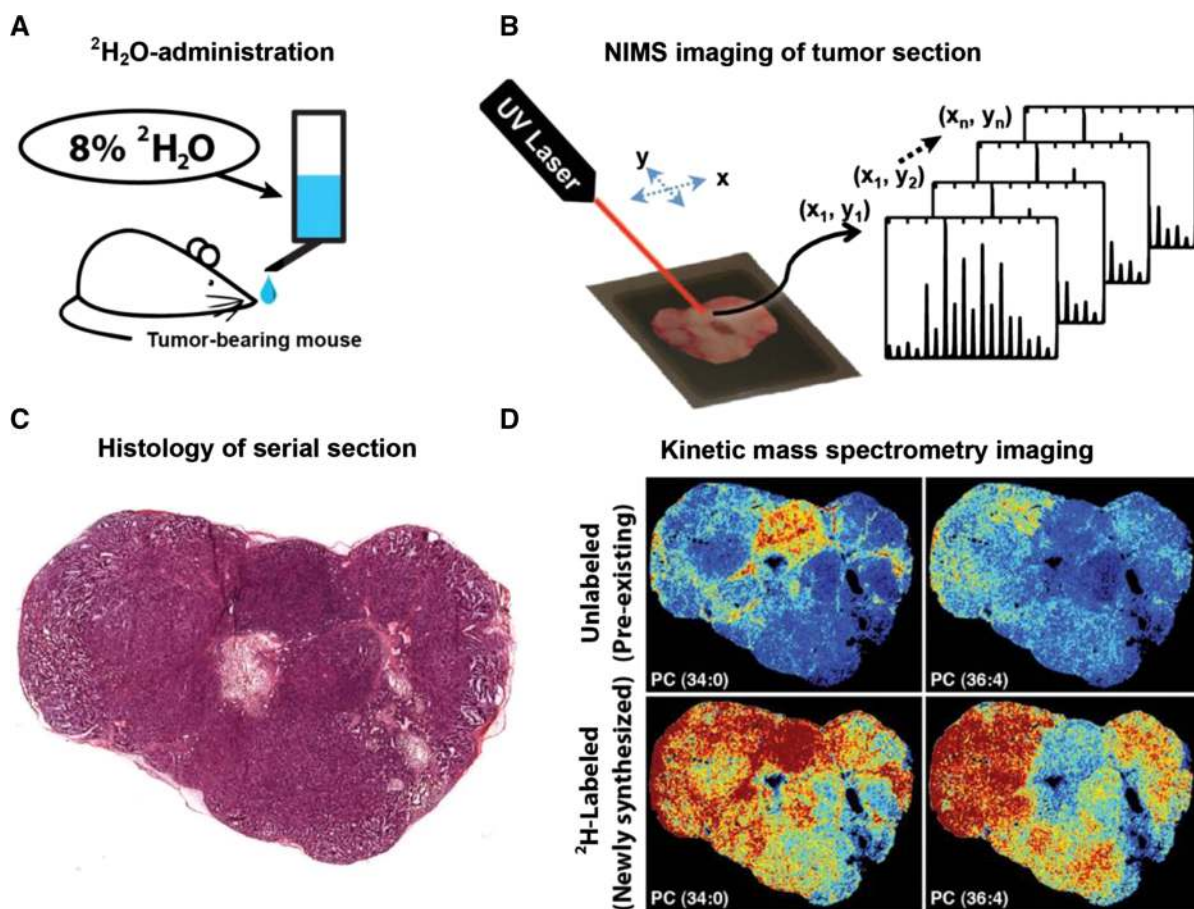 A
²H₂O-administration
8% ²H₂O
Tumor-bearing mouse
B
NIMS imaging of tumor section
UV Laser
y
x
(x₁, y₁)
(x₁, y₂)
(xₙ, yₙ)
C
Histology of serial section
D
Kinetic mass spectrometry imaging
Unlabeled
(Pre-existing)
PC (34:0)
PC (36:4)
²H-Labeled
(Newly synthesized)
PC (34:0)
PC (36:4)